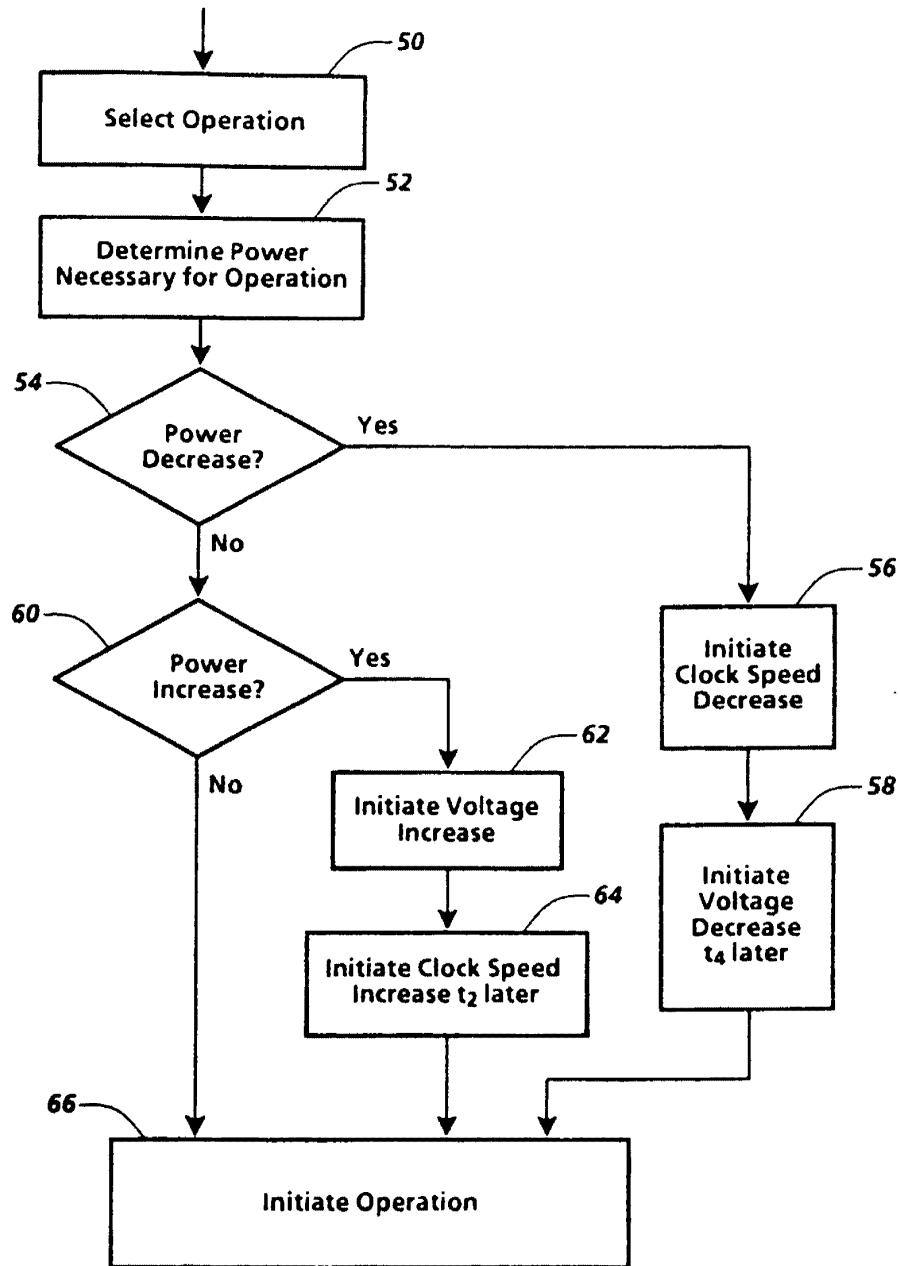 50
Select Operation
52
Determine Power
Necessary for Operation
54
Power
Decrease?
Yes
No
60
Power
Increase?
Yes
No
56
Initiate
Clock Speed
Decrease
62
Initiate Voltage
Increase
58
Initiate
Voltage
Decrease
t₄ later
64
Initiate Clock Speed
Increase t₂ later
66
Initiate Operation